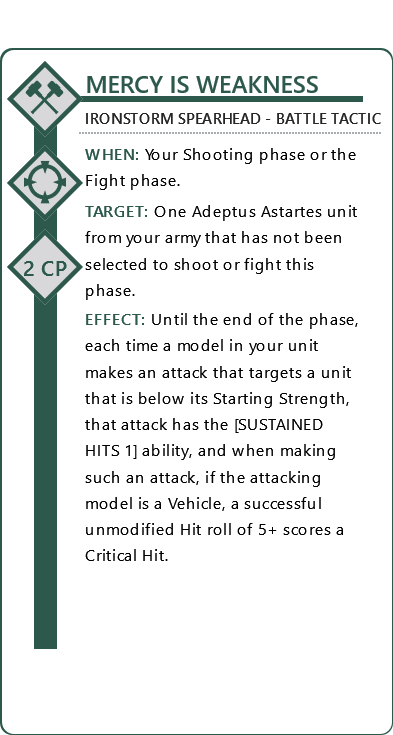 MERCY IS WEAKNESS
IRONSTORM SPEARHEAD - BATTLE TACTIC
WHEN: Your Shooting phase or the
Fight phase.
TARGET: One Adeptus Astartes unit
from your army that has not been
selected to shoot or fight this
phase.
2 CP
EFFECT: Until the end of the phase,
each time a model in your unit
makes an attack that targets a unit
that is below its Starting Strength,
that attack has the [SUSTAINED
HITS 1] ability, and when making
such an attack, if the attacking
model is a Vehicle, a successful
unmodified Hit roll of 5+ scores a
Critical Hit.